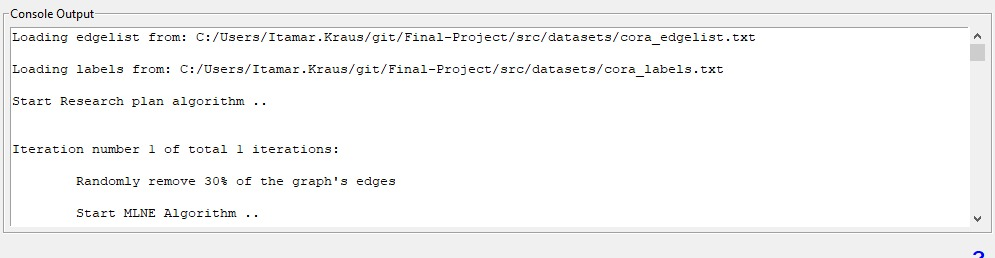 Console Output
Loading edgelist from: C:/Users/Itamar.Kraus/git/Final-Project/src/datasets/cora_edgelist.txt
Loading labels from: C:/Users/Itamar.Kraus/git/Final-Project/src/datasets/cora_labels.txt
Start Research plan algorithm ..
Iteration number 1 of total 1 iterations:
Randomly remove 30% of the graph's edges
Start MLNE Algorithm ..